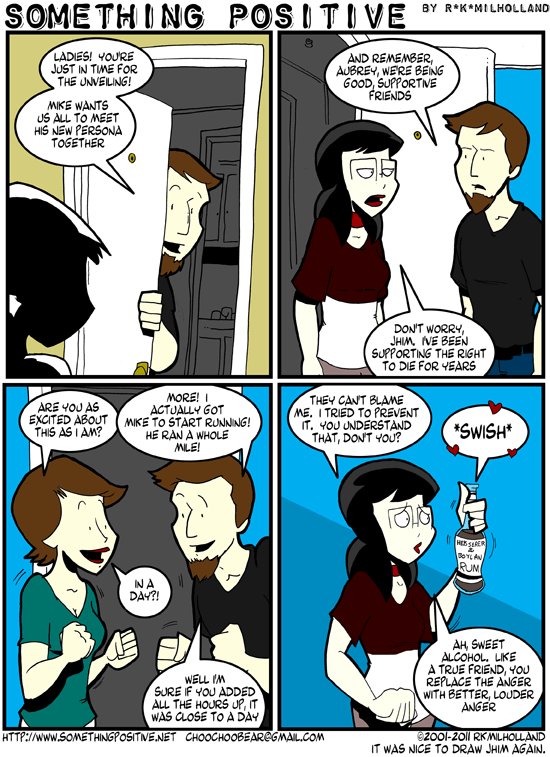 SOMETHING POSITIVE
BY R*K*MILHOLLAND
LADIES! YOU'RE
JUST IN TIME FOR
THE UNVEILING!
MIKE WANTS
US ALL TO MEET
HIS NEW PERSONA
TOGETHER
AND REMEMBER,
AUBREY, WE'RE BEING
GOOD, SUPPORTIVE
FRIENDS
DON'T WORRY,
JHIM. I'VE BEEN
SUPPORTING THE RIGHT
TO DIE FOR YEARS
ARE YOU AS
EXCITED ABOUT
THIS AS I AM?
MORE! I
ACTUALLY GOT
MIKE TO START RUNNING!
HE RAN A WHOLE
MILE!
IN A
DAY?!
WELL I'M
SURE IF YOU ADDED
ALL THE HOURS UP, IT
WAS CLOSE TO A DAY
THEY CAN'T BLAME
ME. I TRIED TO PREVENT
IT. YOU UNDERSTAND
THAT, DON'T YOU?
*SWISH*
&
BOYLAN
RUM
AH, SWEET
ALCOHOL. LIKE
A TRUE FRIEND, YOU
REPLACE THE ANGER
WITH BETTER, LOUDER
ANGER
HTTP://WWW.SOMETHINGPOSITIVE.NET CHOOCHOOBEAR@GMAIL.COM
©2001-2011 RKMILHOLLAND
IT WAS NICE TO DRAW JHIM AGAIN.